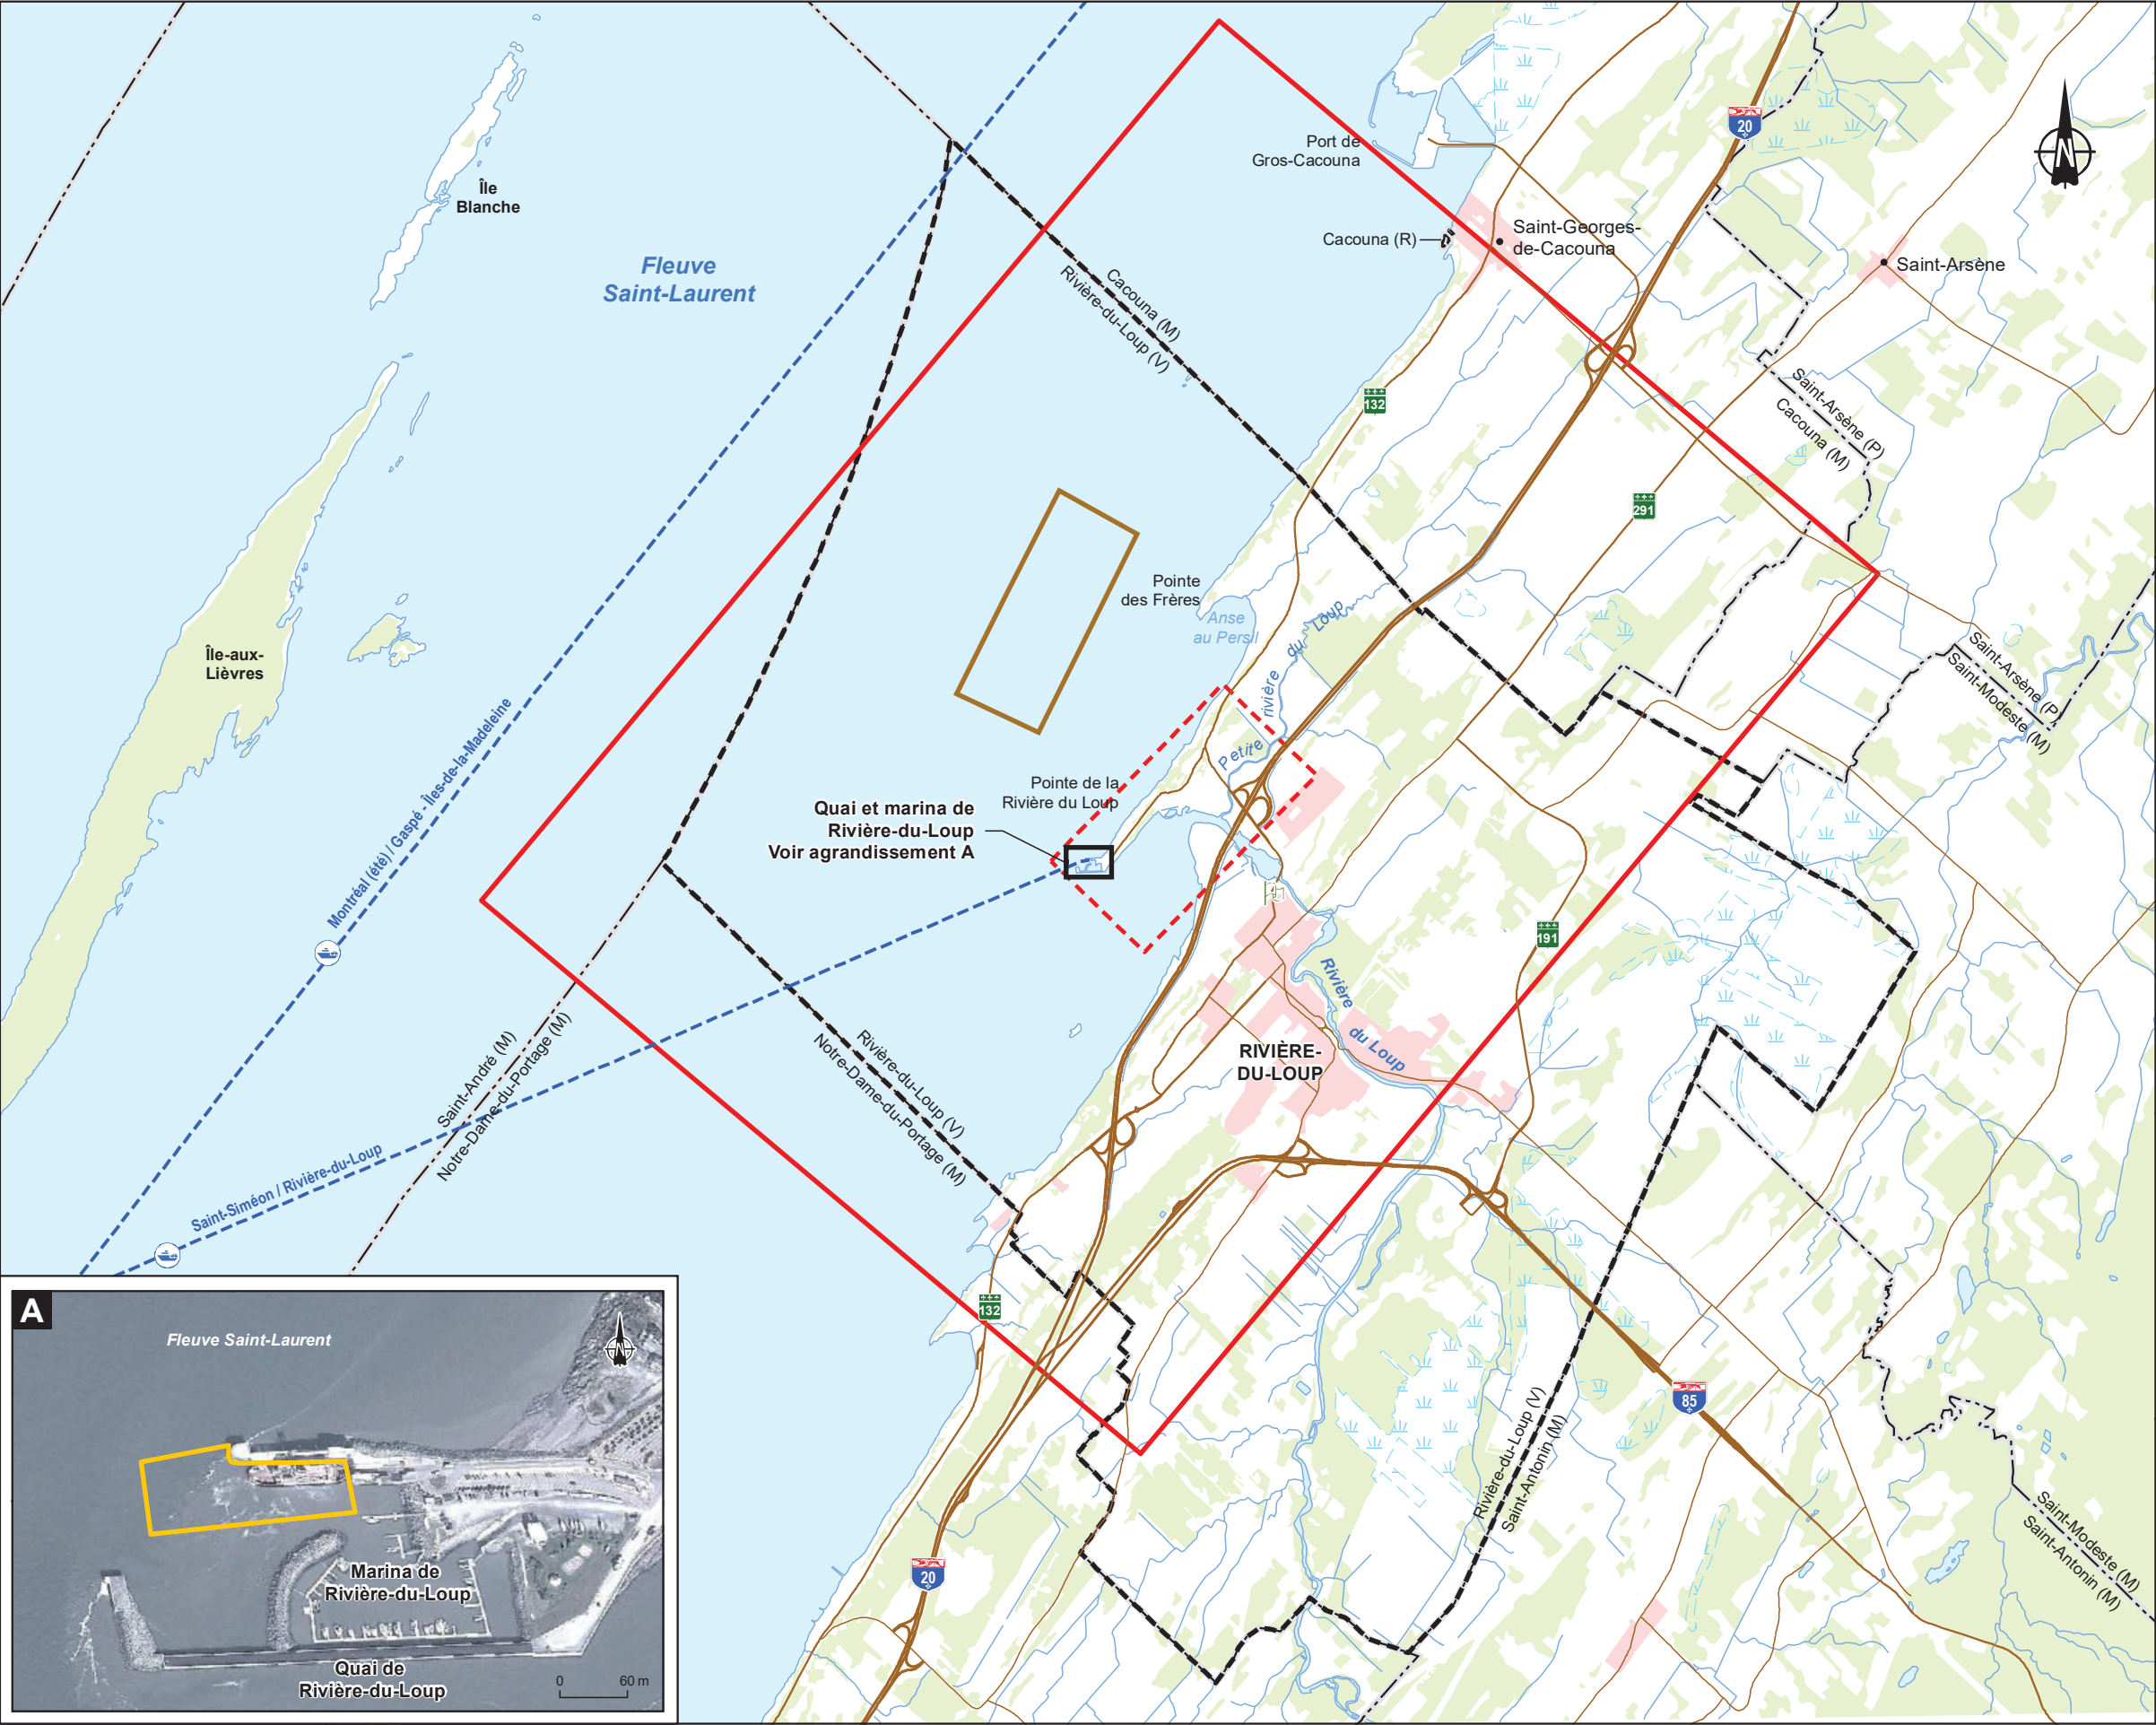 20
N
Port de
Gros-Cacouna
Île
Blanche
Cacouna (R)
Saint-Georges-
de-Cacouna
Saint-Arsène
Fleuve
Saint-Laurent
Cacouna (M)
Rivière-du-Loup (V)
132
Saint-Arsène (P)
Cacouna (M)
291
Pointe
des Frères
Anse
au Persil
Petite rivière du Loup
Île-aux-
Lièvres
Saint-Arsène (P)
Saint-Modeste (M)
Montréal (été) / Gaspé - Îles-de-la-Madeleine
Pointe de la
Rivière du Loup
Quai et marina de
Rivière-du-Loup
Voir agrandissement A
191
Rivière du Loup
RIVIÈRE-
DU-LOUP
Saint-André (M)
Notre-Dame-du-Portage (M)
Rivière-du-Loup (V)
Notre-Dame-du-Portage (M)
Saint-Siméon / Rivière-du-Loup
132
85
Rivière-du-Loup (V)
Saint-Antonin (M)
Saint-Modeste (M)
Saint-Antonin (M)
20
A
Fleuve Saint-Laurent
Marina de
Rivière-du-Loup
Quai de
Rivière-du-Loup
0 60 m